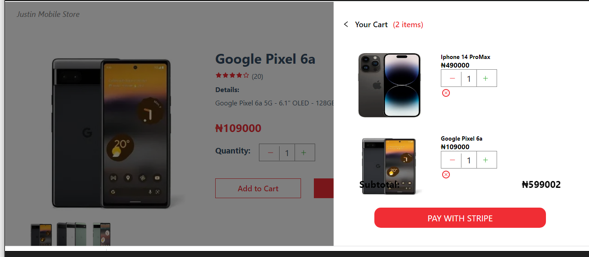 Justin Mobile Store
Google Pixel 6a
(20)
Details:
Google Pixel 6a 5G - 6.1" OLED - 128GB
₦109000
Quantity: − 1 +
Add to Cart
20°
G
< Your Cart (2 items)
Iphone 14 ProMax
₦490000
− 1 +
Google Pixel 6a
₦109000
− 1 +
Subtotal: ₦599002
PAY WITH STRIPE